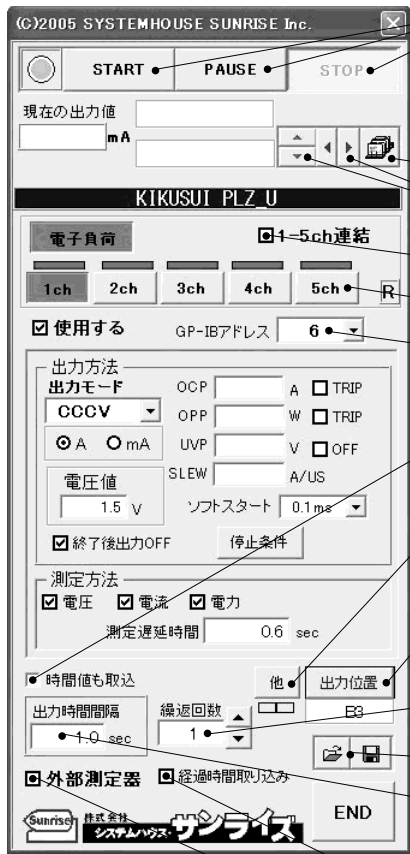 (C)2005 SYSTEMHOUSE SUNRISE Inc.
START PAUSE STOP
現在の出力値
mA
KIKUSUI PLZ_U
電子負荷 1-5ch連結
1ch 2ch 3ch 4ch 5ch R
使用する GP-IBアドレス 6
出力方法
出力モード OCP A TRIP
CCCV OPP W TRIP
A mA UVP V OFF
電圧値 SLEW A/US
1.5 V ソフトスタート 0.1ms
終了後出力OFF 停止条件
測定方法
電圧 電流 電力
測定遅延時間 0.6 sec
時間値も取込 他 出力位置
出力時間間隔 繰返回数 B3
1.0 sec 1
外部測定器 経過時間取り込み
Sunrise 株式会社 システムハウス・サンライズ END